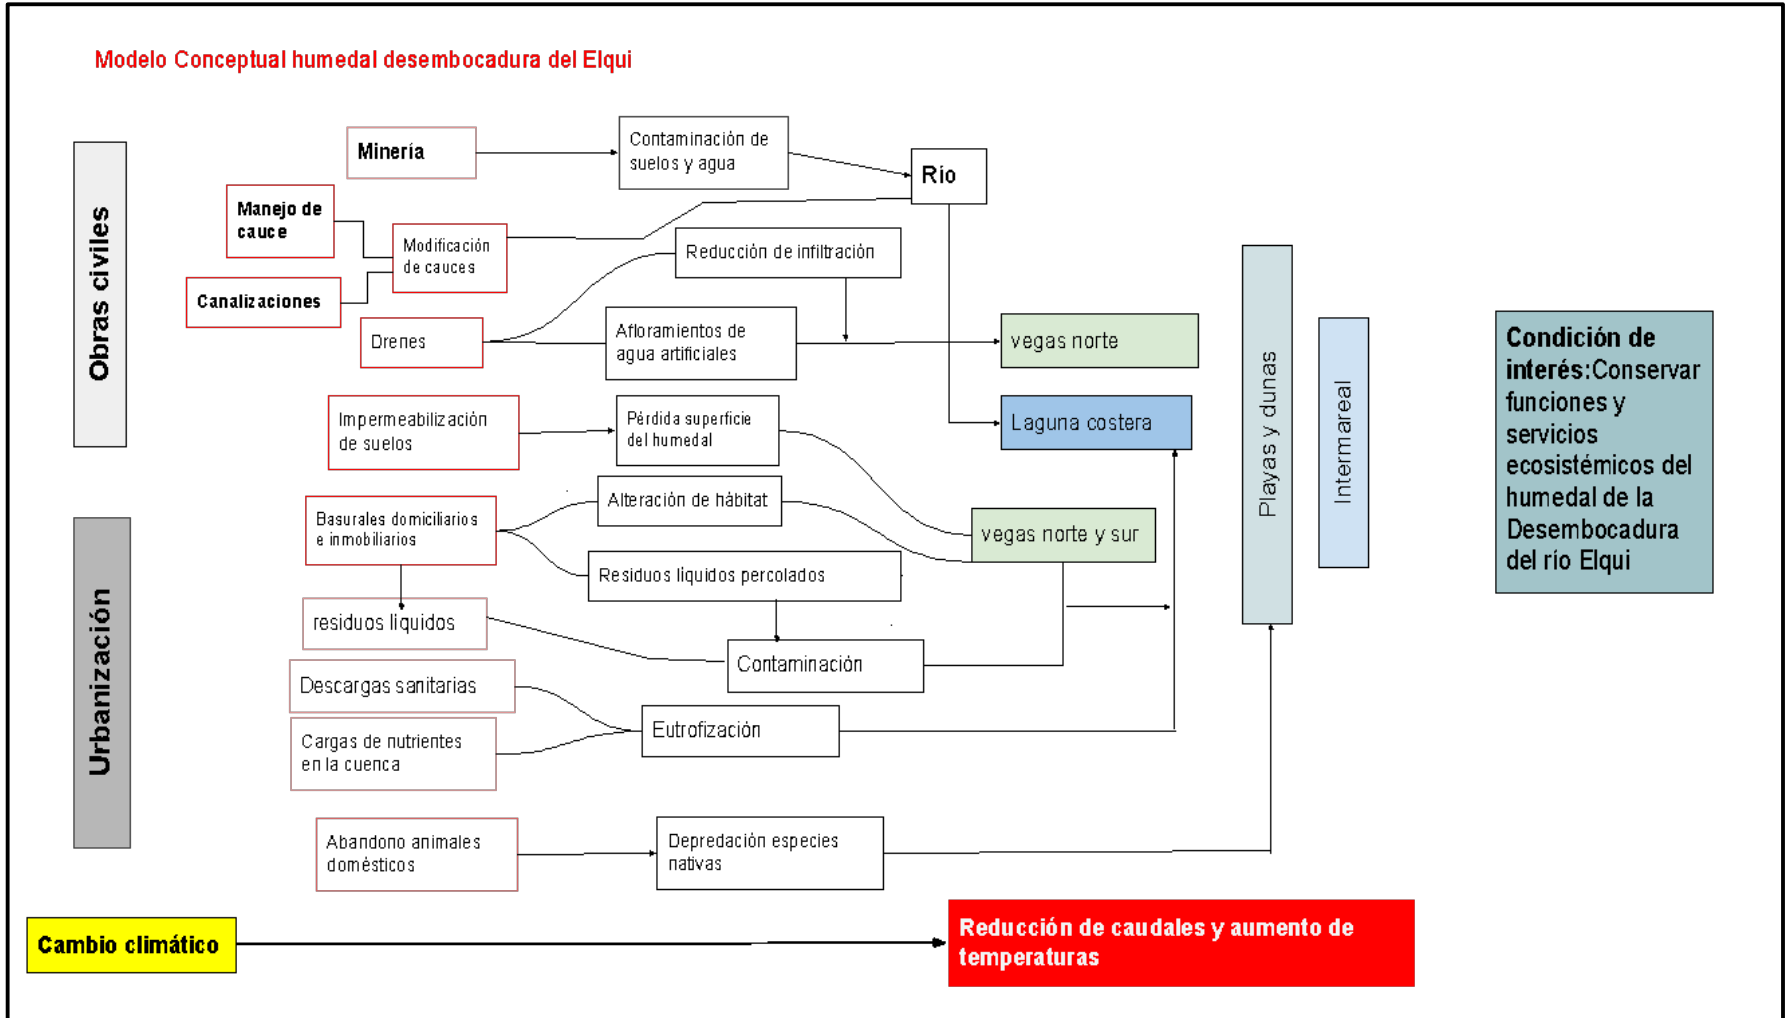 Modelo Conceptual humedal desembocadura del Elqui
Obras civiles
Urbanización
Minería
Contaminación de
suelos y agua
Río
Manejo de
cauce
Modificación
de cauces
Canalizaciones
Reducción de infiltración
Drenes
Afloramientos de
agua artificiales
vegas norte
Impermeabilización
de suelos
Pérdida superficie
del humedal
Laguna costera
Alteración de hábitat
Basurales domiciliarios
e inmobiliarios
vegas norte y sur
Residuos líquidos percolados
residuos líquidos
Contaminación
Descargas sanitarias
Eutrofización
Cargas de nutrientes
en la cuenca
Abandono animales
domésticos
Depredación especies
nativas
Playas y dunas
Intermareal
Condición de
interés:Conservar
funciones y
servicios
ecosistémicos del
humedal de la
Desembocadura
del río Elqui
Cambio climático
Reducción de caudales y aumento de
temperaturas